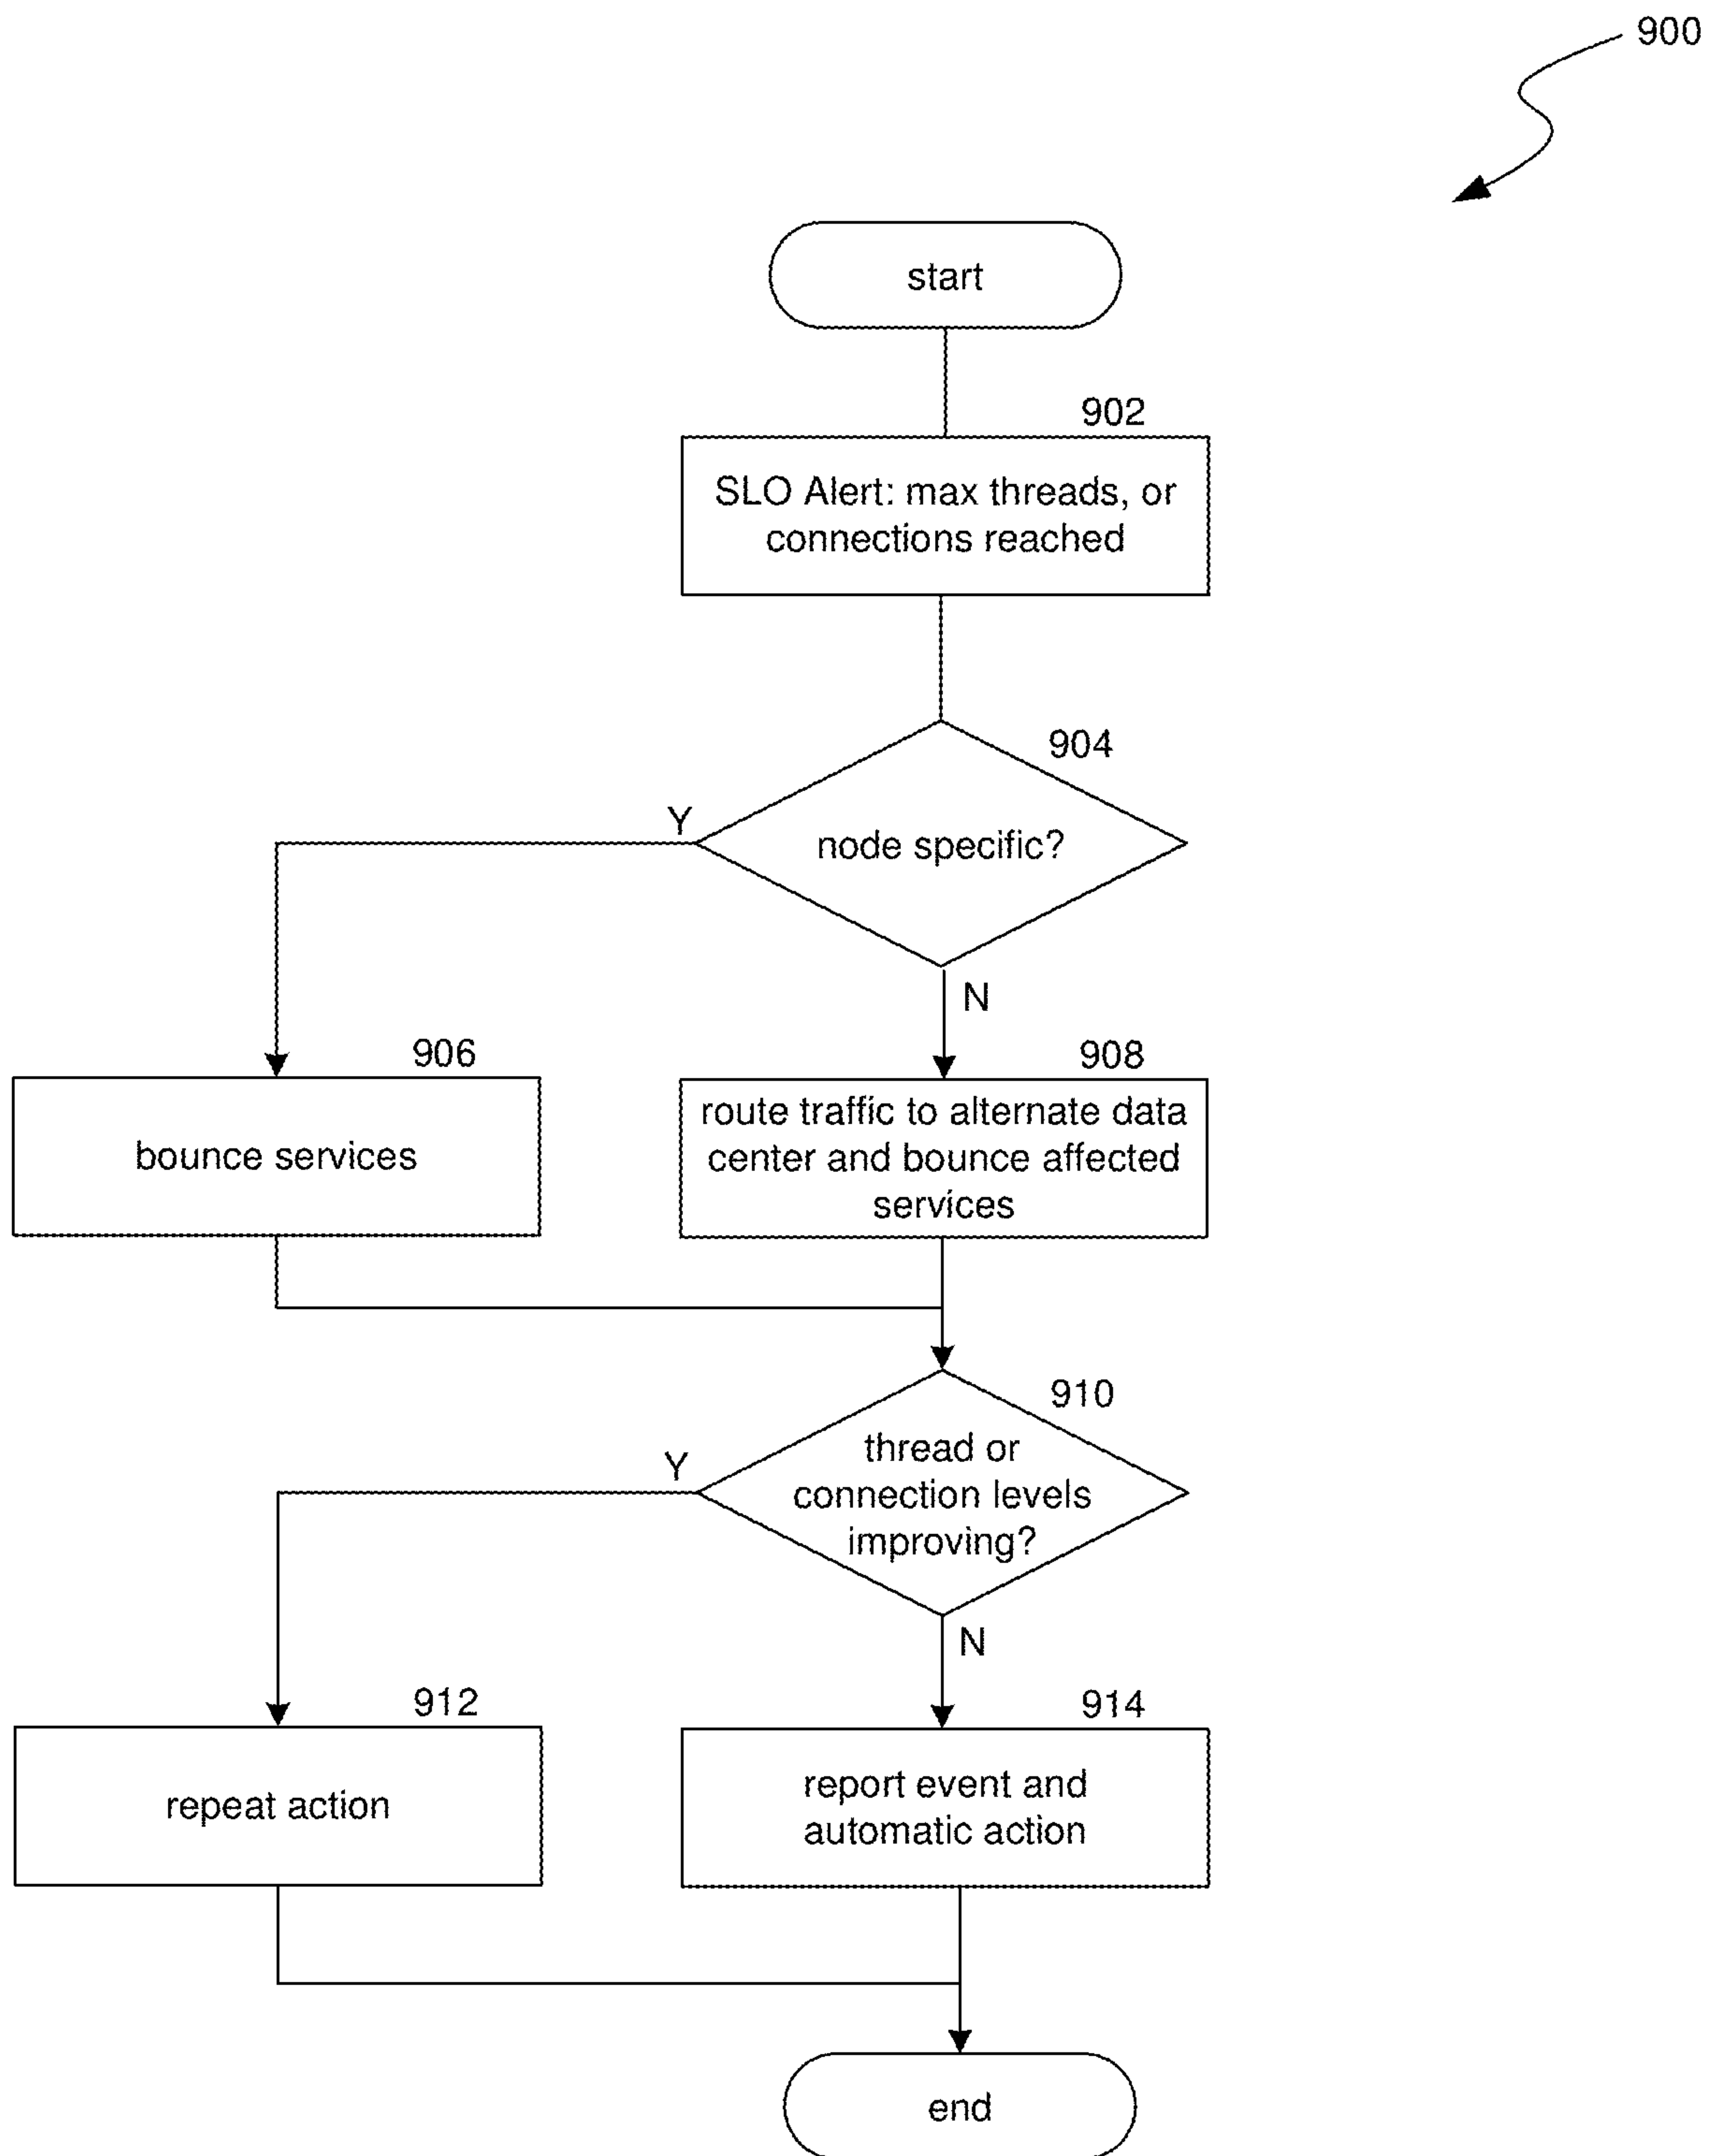 900
start
902
SLO Alert: max threads, or
connections reached
904
Y
node specific?
N
906
bounce services
908
route traffic to alternate data
center and bounce affected
services
910
Y
thread or
connection levels
improving?
N
912
repeat action
914
report event and
automatic action
end